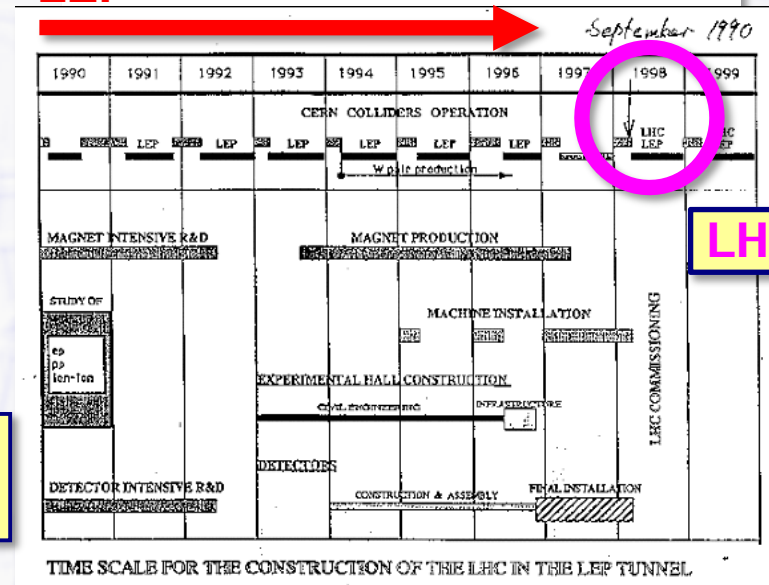 September 1990
1990 1991 1992 1993 1994 1995 1996 1997 1998 1999
CERN COLLIDERS OPERATION
LEP LEP LEP LEP LEP LEP LHC
LEP
W pair production
MAGNET INTENSIVE R&D MAGNET PRODUCTION
LH
STUDY OF
ep
pp
ion-ion
MACHINE INSTALLATION
LHC COMMISSIONING
EXPERIMENTAL HALL CONSTRUCTION
CIVIL ENGINEERING INFRASTRUCTURE
DETECTORS
DETECTOR INTENSIVE R&D CONSTRUCTION & ASSEMBLY FINAL INSTALLATION
TIME SCALE FOR THE CONSTRUCTION OF THE LHC IN THE LEP TUNNEL